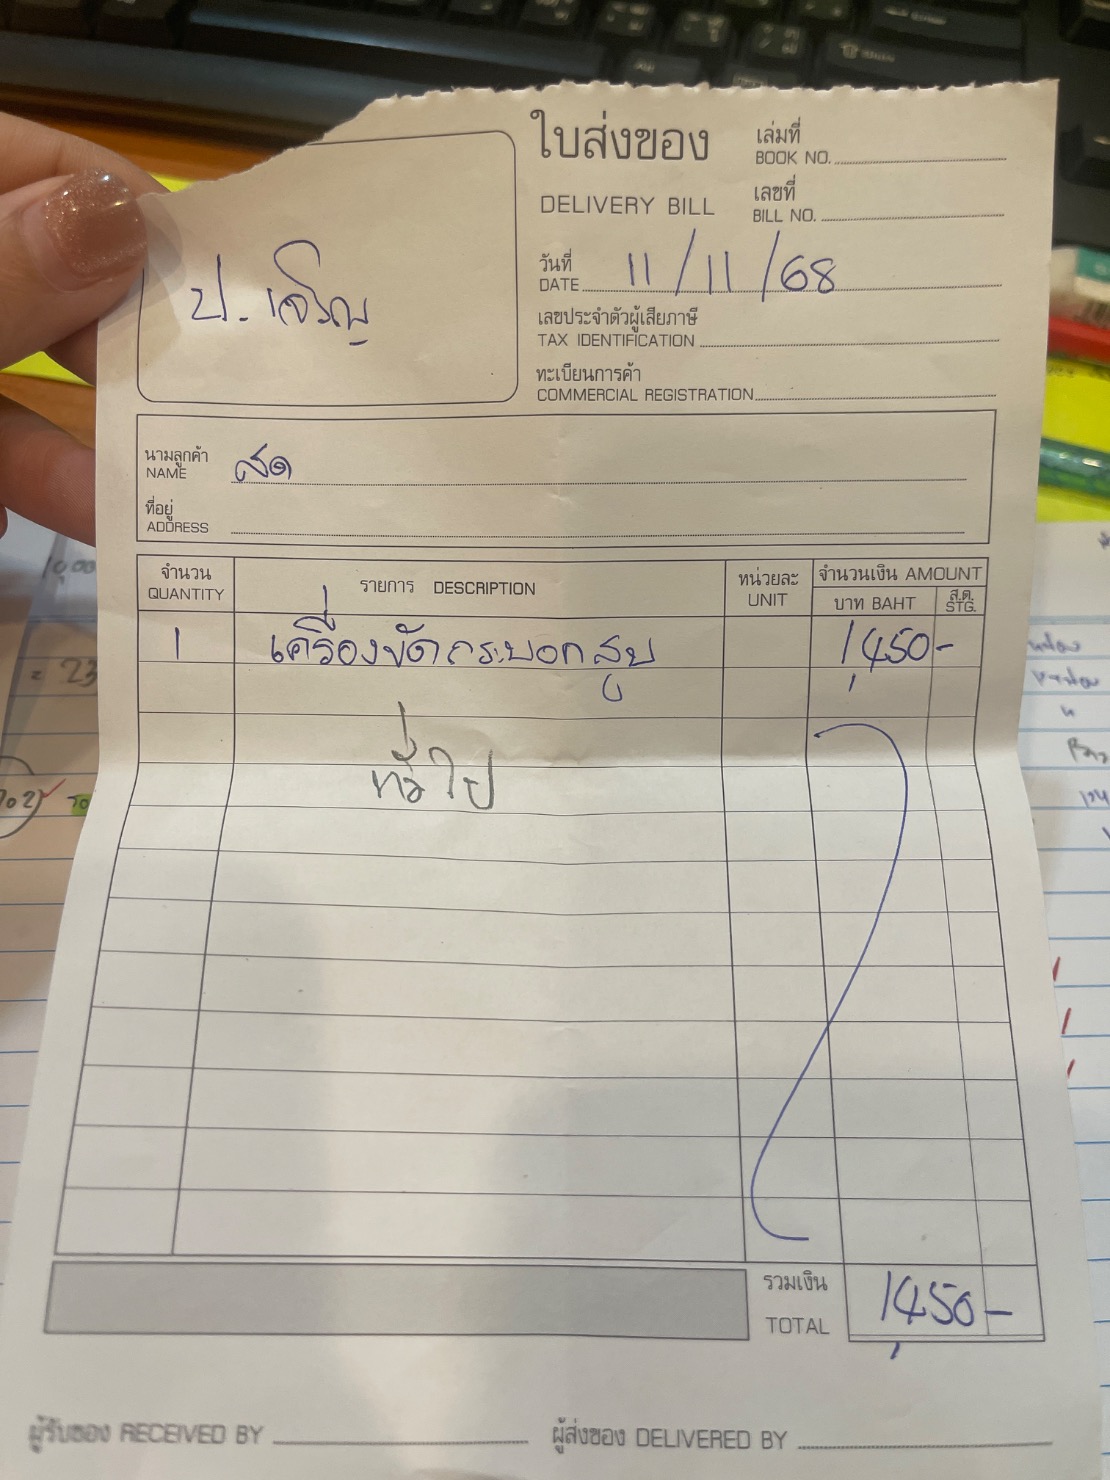 ใบส่งของ
DELIVERY BILL
เล่มที่
BOOK NO.
เลขที่
BILL NO.
ป. เจริญ
วันที่
DATE 11/11/68
เลขประจำตัวผู้เสียภาษี
TAX IDENTIFICATION
ทะเบียนการค้า
COMMERCIAL REGISTRATION
นามลูกค้า
NAME สด
ที่อยู่
ADDRESS
จำนวน รายการ DESCRIPTION หน่วยละ จำนวนเงิน AMOUNT
QUANTITY UNIT บาท BAHT ส.ต. STG.
1 เครื่องขัดกระบอกสูบ 1,450-
ทั่วไป
รวมเงิน
TOTAL 1,450-
ผู้รับของ RECEIVED BY ผู้ส่งของ DELIVERED BY